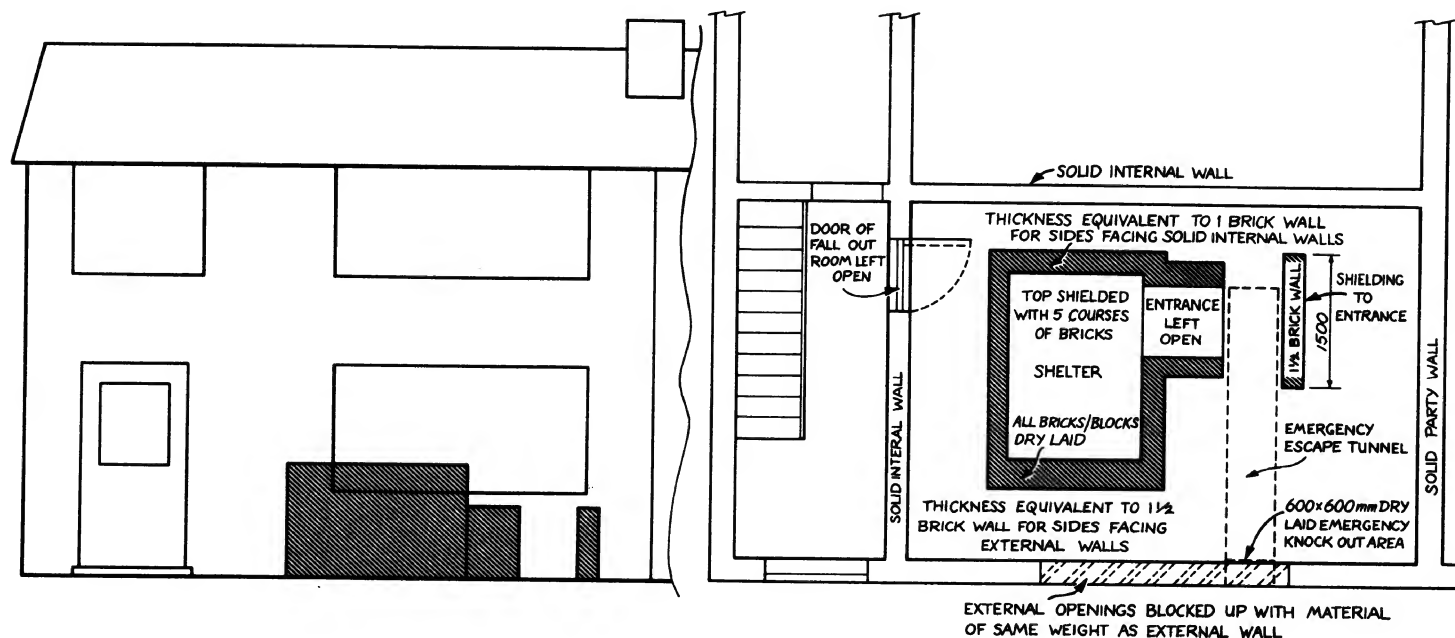 SOLID INTERNAL WALL
THICKNESS EQUIVALENT TO 1 BRICK WALL
FOR SIDES FACING SOLID INTERNAL WALLS
DOOR OF
FALL OUT
ROOM LEFT
OPEN
TOP SHIELDED
WITH 5 COURSES
OF BRICKS
SHELTER
ALL BRICKS/BLOCKS
DRY LAID
ENTRANCE
LEFT
OPEN
1½ BRICK WALL
1500
SHIELDING
TO
ENTRANCE
SOLID INTERAL WALL
SOLID PARTY WALL
EMERGENCY
ESCAPE TUNNEL
THICKNESS EQUIVALENT TO 1½
BRICK WALL FOR SIDES FACING
EXTERNAL WALLS
600×600mm DRY
LAID EMERGENCY
KNOCK OUT AREA
EXTERNAL OPENINGS BLOCKED UP WITH MATERIAL
OF SAME WEIGHT AS EXTERNAL WALL